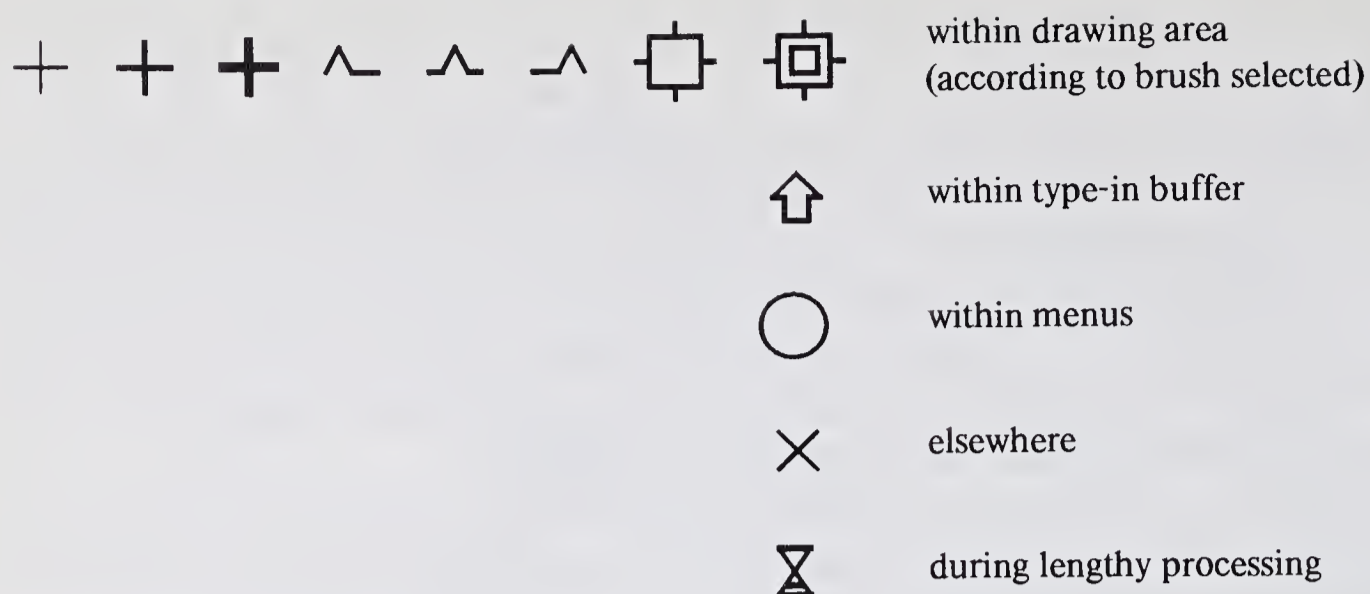 within drawing area
(according to brush selected)
within type-in buffer
within menus
elsewhere
during lengthy processing